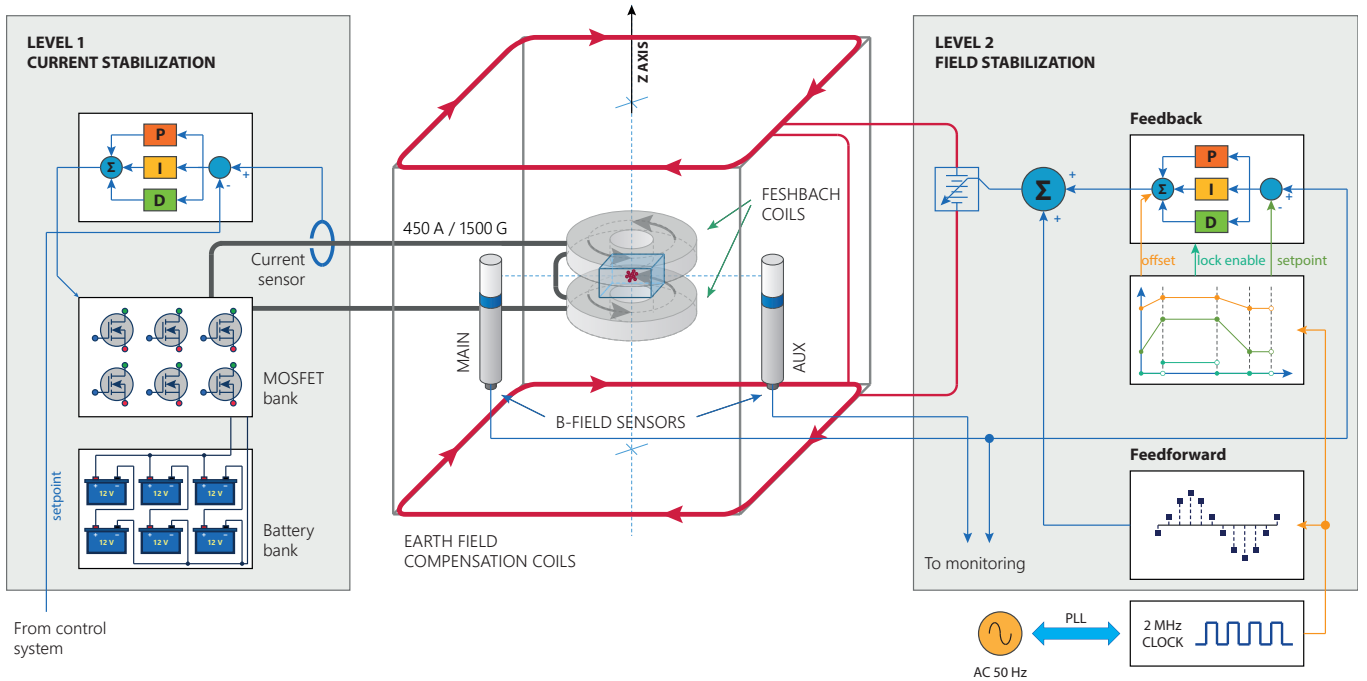 LEVEL 1
CURRENT STABILIZATION
P
I
D
Σ
+
-
Current
sensor
MOSFET
bank
+ -
12 V
+ -
12 V
+ -
12 V
+ -
12 V
+ -
12 V
+ -
12 V
Battery
bank
setpoint
From control
system
Z AXIS
450 A / 1500 G
FESHBACH
COILS
MAIN
AUX
B-FIELD SENSORS
EARTH FIELD
COMPENSATION COILS
LEVEL 2
FIELD STABILIZATION
Feedback
P
I
D
Σ
+
-
Σ
+
+
offset
lock enable
setpoint
Feedforward
To monitoring
AC 50 Hz
PLL
2 MHz
CLOCK